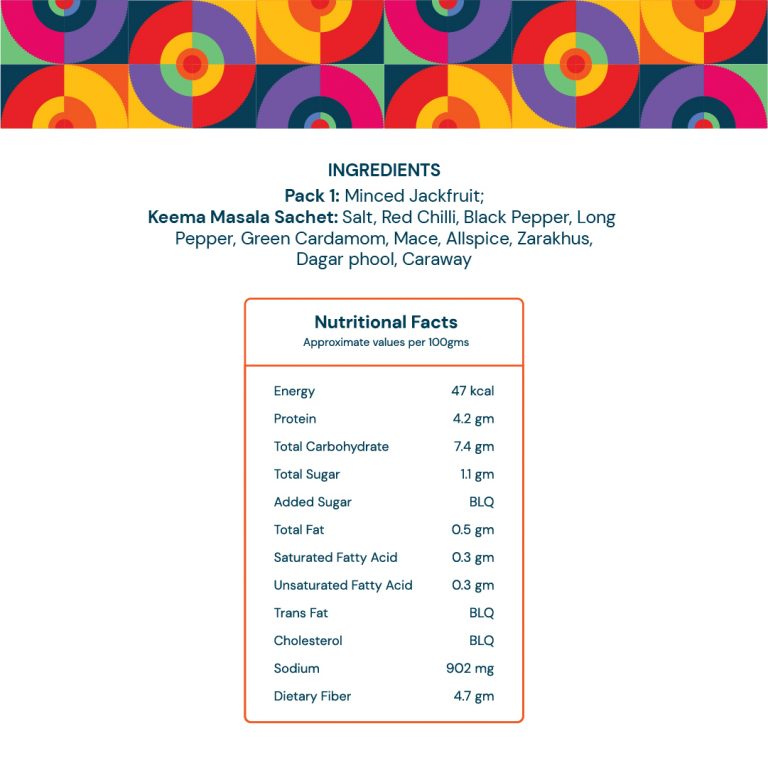 INGREDIENTS
Pack 1: Minced Jackfruit;
Keema Masala Sachet: Salt, Red Chilli, Black Pepper, Long
Pepper, Green Cardamom, Mace, Allspice, Zarakhus,
Dagar phool, Caraway
Nutritional Facts
Approximate values per 100gms
Energy 47 kcal
Protein 4.2 gm
Total Carbohydrate 7.4 gm
Total Sugar 1.1 gm
Added Sugar BLQ
Total Fat 0.5 gm
Saturated Fatty Acid 0.3 gm
Unsaturated Fatty Acid 0.3 gm
Trans Fat BLQ
Cholesterol BLQ
Sodium 902 mg
Dietary Fiber 4.7 gm